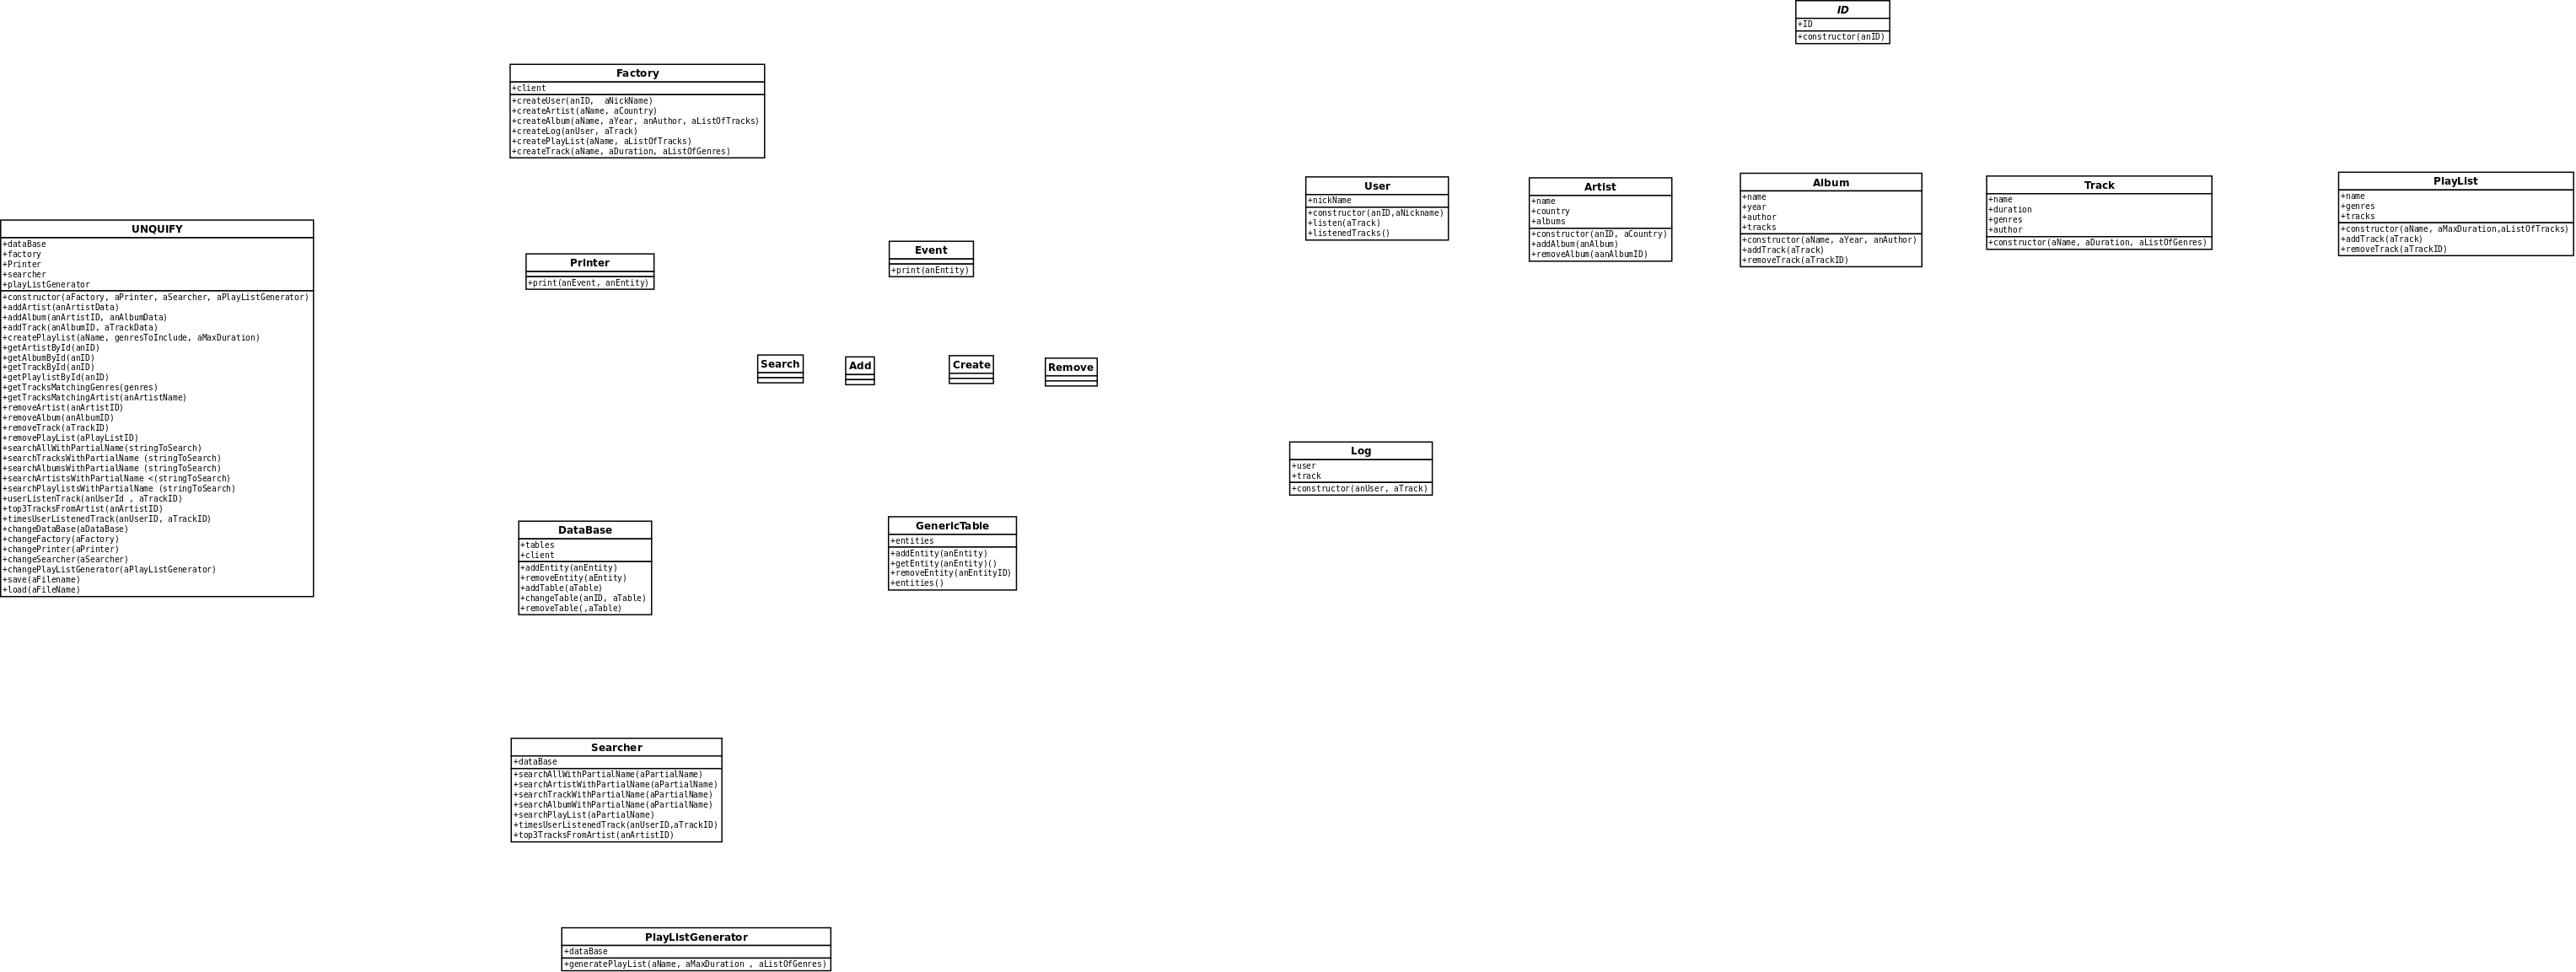 ID
+ID
+constructor(anID)
Factory
+client
+createUser(anID,  aNickName)
+createArtist(aName, aCountry)
+createAlbum(aName, aYear, anAuthor, aListOfTracks)
+createLog(anUser, aTrack)
+createPlayList(aName, aListOfTracks)
+createTrack(aName, aDuration, aListOfGenres)
User
+nickName
+constructor(anID,aNickname)
+listen(aTrack)
+listenedTracks()
Artist
+name
+country
+albums
+constructor(anID, aCountry)
+addAlbum(anAlbum)
+removeAlbum(aanAlbumID)
Album
+name
+year
+author
+tracks
+constructor(aName, aYear, anAuthor)
+addTrack(aTrack)
+removeTrack(aTrackID)
Track
+name
+duration
+genres
+author
+constructor(aName, aDuration, aListOfGenres)
PlayList
+name
+genres
+tracks
+constructor(aName, aMaxDuration,aListOfTracks)
+addTrack(aTrack)
+removeTrack(aTrackID)
UNQUIFY
+dataBase
+factory
+Printer
+searcher
+playListGenerator
+constructor(aFactory, aPrinter, aSearcher, aPlayListGenerator)
+addArtist(anArtistData)
+addAlbum(anArtistID, anAlbumData)
+addTrack(anAlbumID, aTrackData)
+createPlaylist(aName, genresToInclude, aMaxDuration)
+getArtistById(anID)
+getAlbumById(anID)
+getTrackById(anID)
+getPlaylistById(anID)
+getTracksMatchingGenres(genres)
+getTracksMatchingArtist(anArtistName)
+removeArtist(anArtistID)
+removeAlbum(anAlbumID)
+removeTrack(aTrackID)
+removePlayList(aPlayListID)
+searchAllWithPartialName(stringToSearch)
+searchTracksWithPartialName (stringToSearch)
+searchAlbumsWithPartialName (stringToSearch)
+searchArtistsWithPartialName <(stringToSearch)
+searchPlaylistsWithPartialName (stringToSearch)
+userListenTrack(anUserId , aTrackID)
+top3TracksFromArtist(anArtistID)
+timesUserListenedTrack(anUserID, aTrackID)
+changeDataBase(aDataBase)
+changeFactory(aFactory)
+changePrinter(aPrinter)
+changeSearcher(aSearcher)
+changePlayListGenerator(aPlayListGenerator)
+save(aFilename)
+load(aFileName)
Printer
+print(anEvent, anEntity)
Event
+print(anEntity)
Search
Add
Create
Remove
Log
+user
+track
+constructor(anUser, aTrack)
DataBase
+tables
+client
+addEntity(anEntity)
+removeEntity(aEntity)
+addTable(aTable)
+changeTable(anID, aTable)
+removeTable(,aTable)
GenericTable
+entities
+addEntity(anEntity)
+getEntity(anEntity)()
+removeEntity(anEntityID)
+entities()
Searcher
+dataBase
+searchAllWithPartialName(aPartialName)
+searchArtistWithPartialName(aPartialName)
+searchTrackWithPartialName(aPartialName)
+searchAlbumWithPartialName(aPartialName)
+searchPlayList(aPartialName)
+timesUserListenedTrack(anUserID,aTrackID)
+top3TracksFromArtist(anArtistID)
PlayListGenerator
+dataBase
+generatePlayList(aName, aMaxDuration , aListOfGenres)